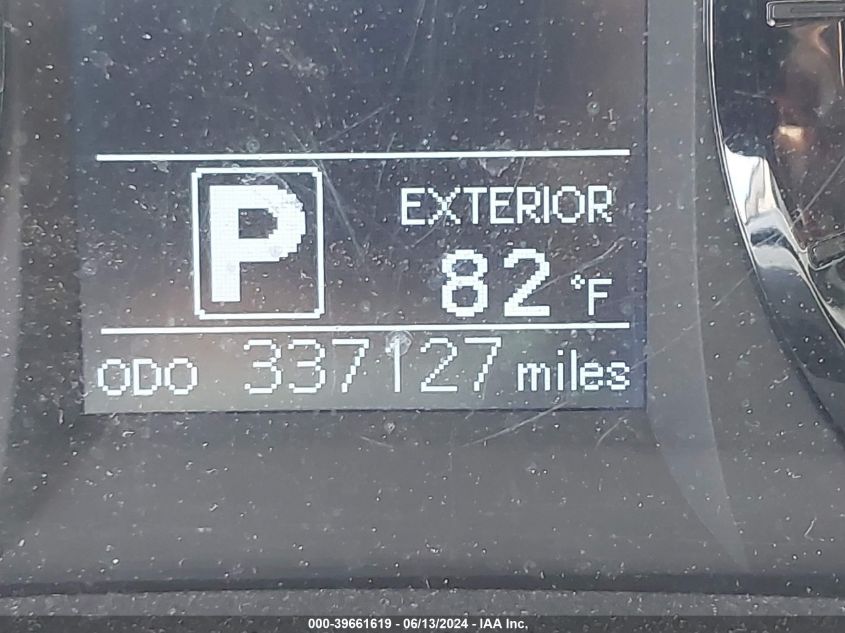 P
EXTERIOR
82 °F
ODO 337127 miles
000-39661619 - 06/13/2024 - IAA Inc.